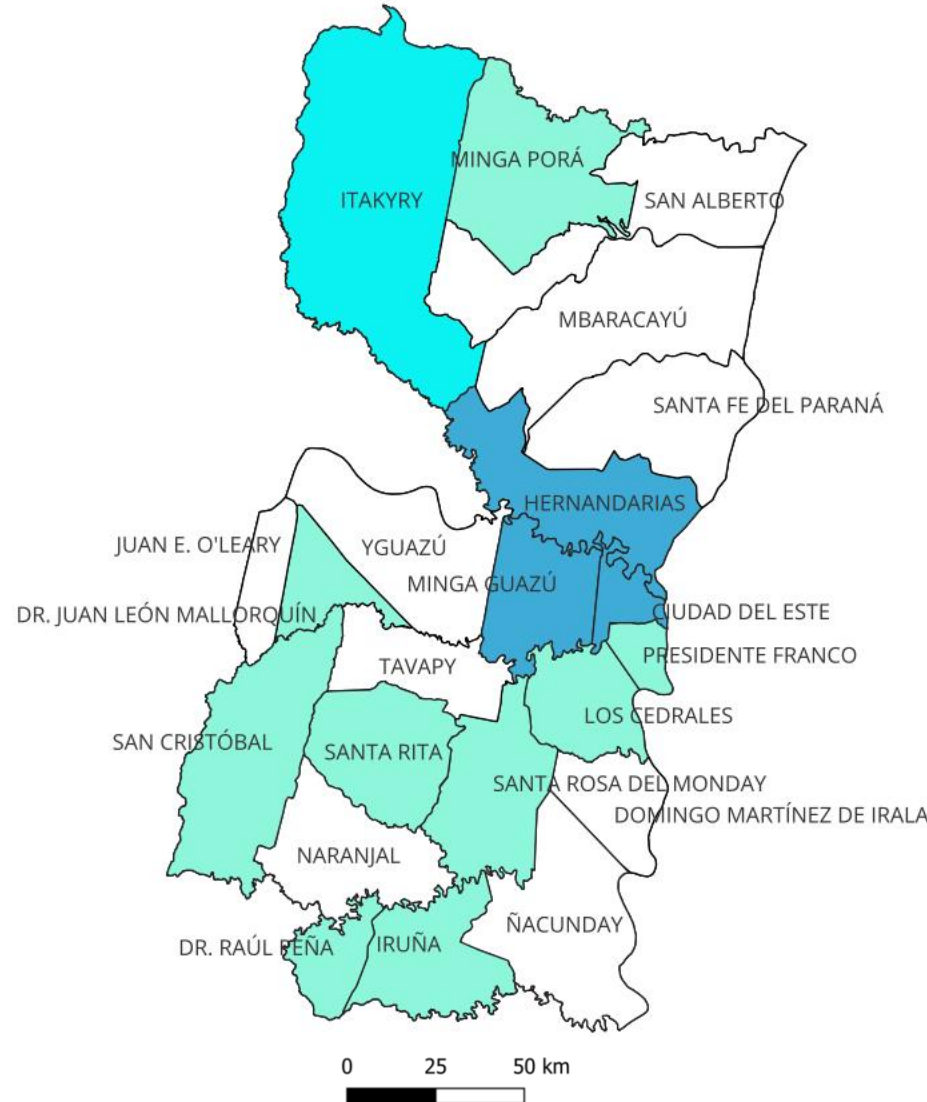 MINGA PORÁ
ITAKYRY
SAN ALBERTO
MBARACAYÚ
SANTA FE DEL PARANÁ
HERNANDARIAS
JUAN E. O'LEARY
YGUAZÚ
MINGA GUAZÚ
DR. JUAN LEÓN MALLORQUÍN
CIUDAD DEL ESTE
PRESIDENTE FRANCO
TAVAPY
LOS CEDRALES
SAN CRISTÓBAL
SANTA RITA
SANTA ROSA DEL MONDAY
DOMINGO MARTÍNEZ DE IRALA
NARANJAL
ÑACUNDAY
DR. RAÚL PEÑA
IRUÑA
0 25 50 km